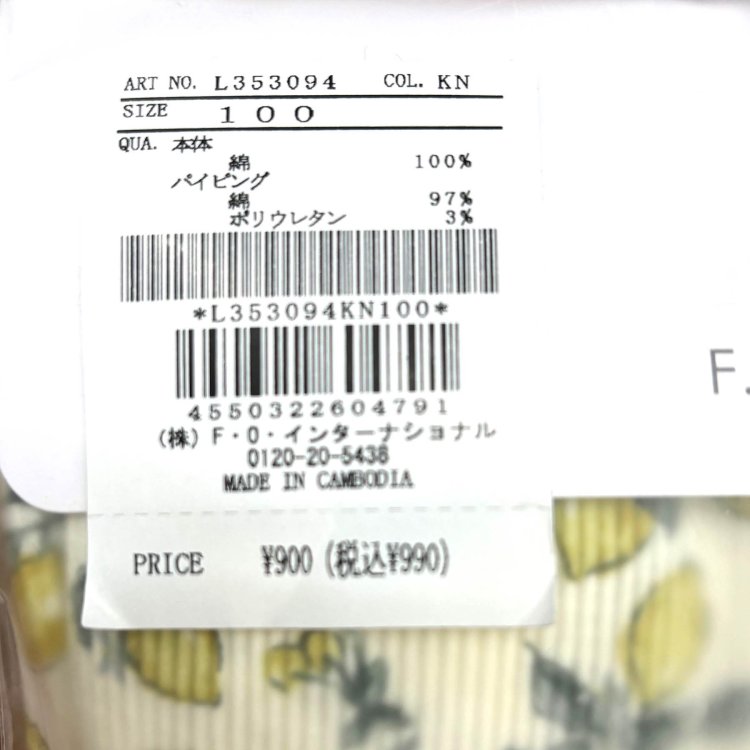 ART NO. L353094 COL. KN
SIZE 100
QUA. 本体
綿 100%
パイピング
綿 97%
ポリウレタン 3%
*L353094KN100*
4550322604791
(株) F・O・インターナショナル
0120-20-5438
MADE IN CAMBODIA
PRICE ¥900 (税込¥990)
F.